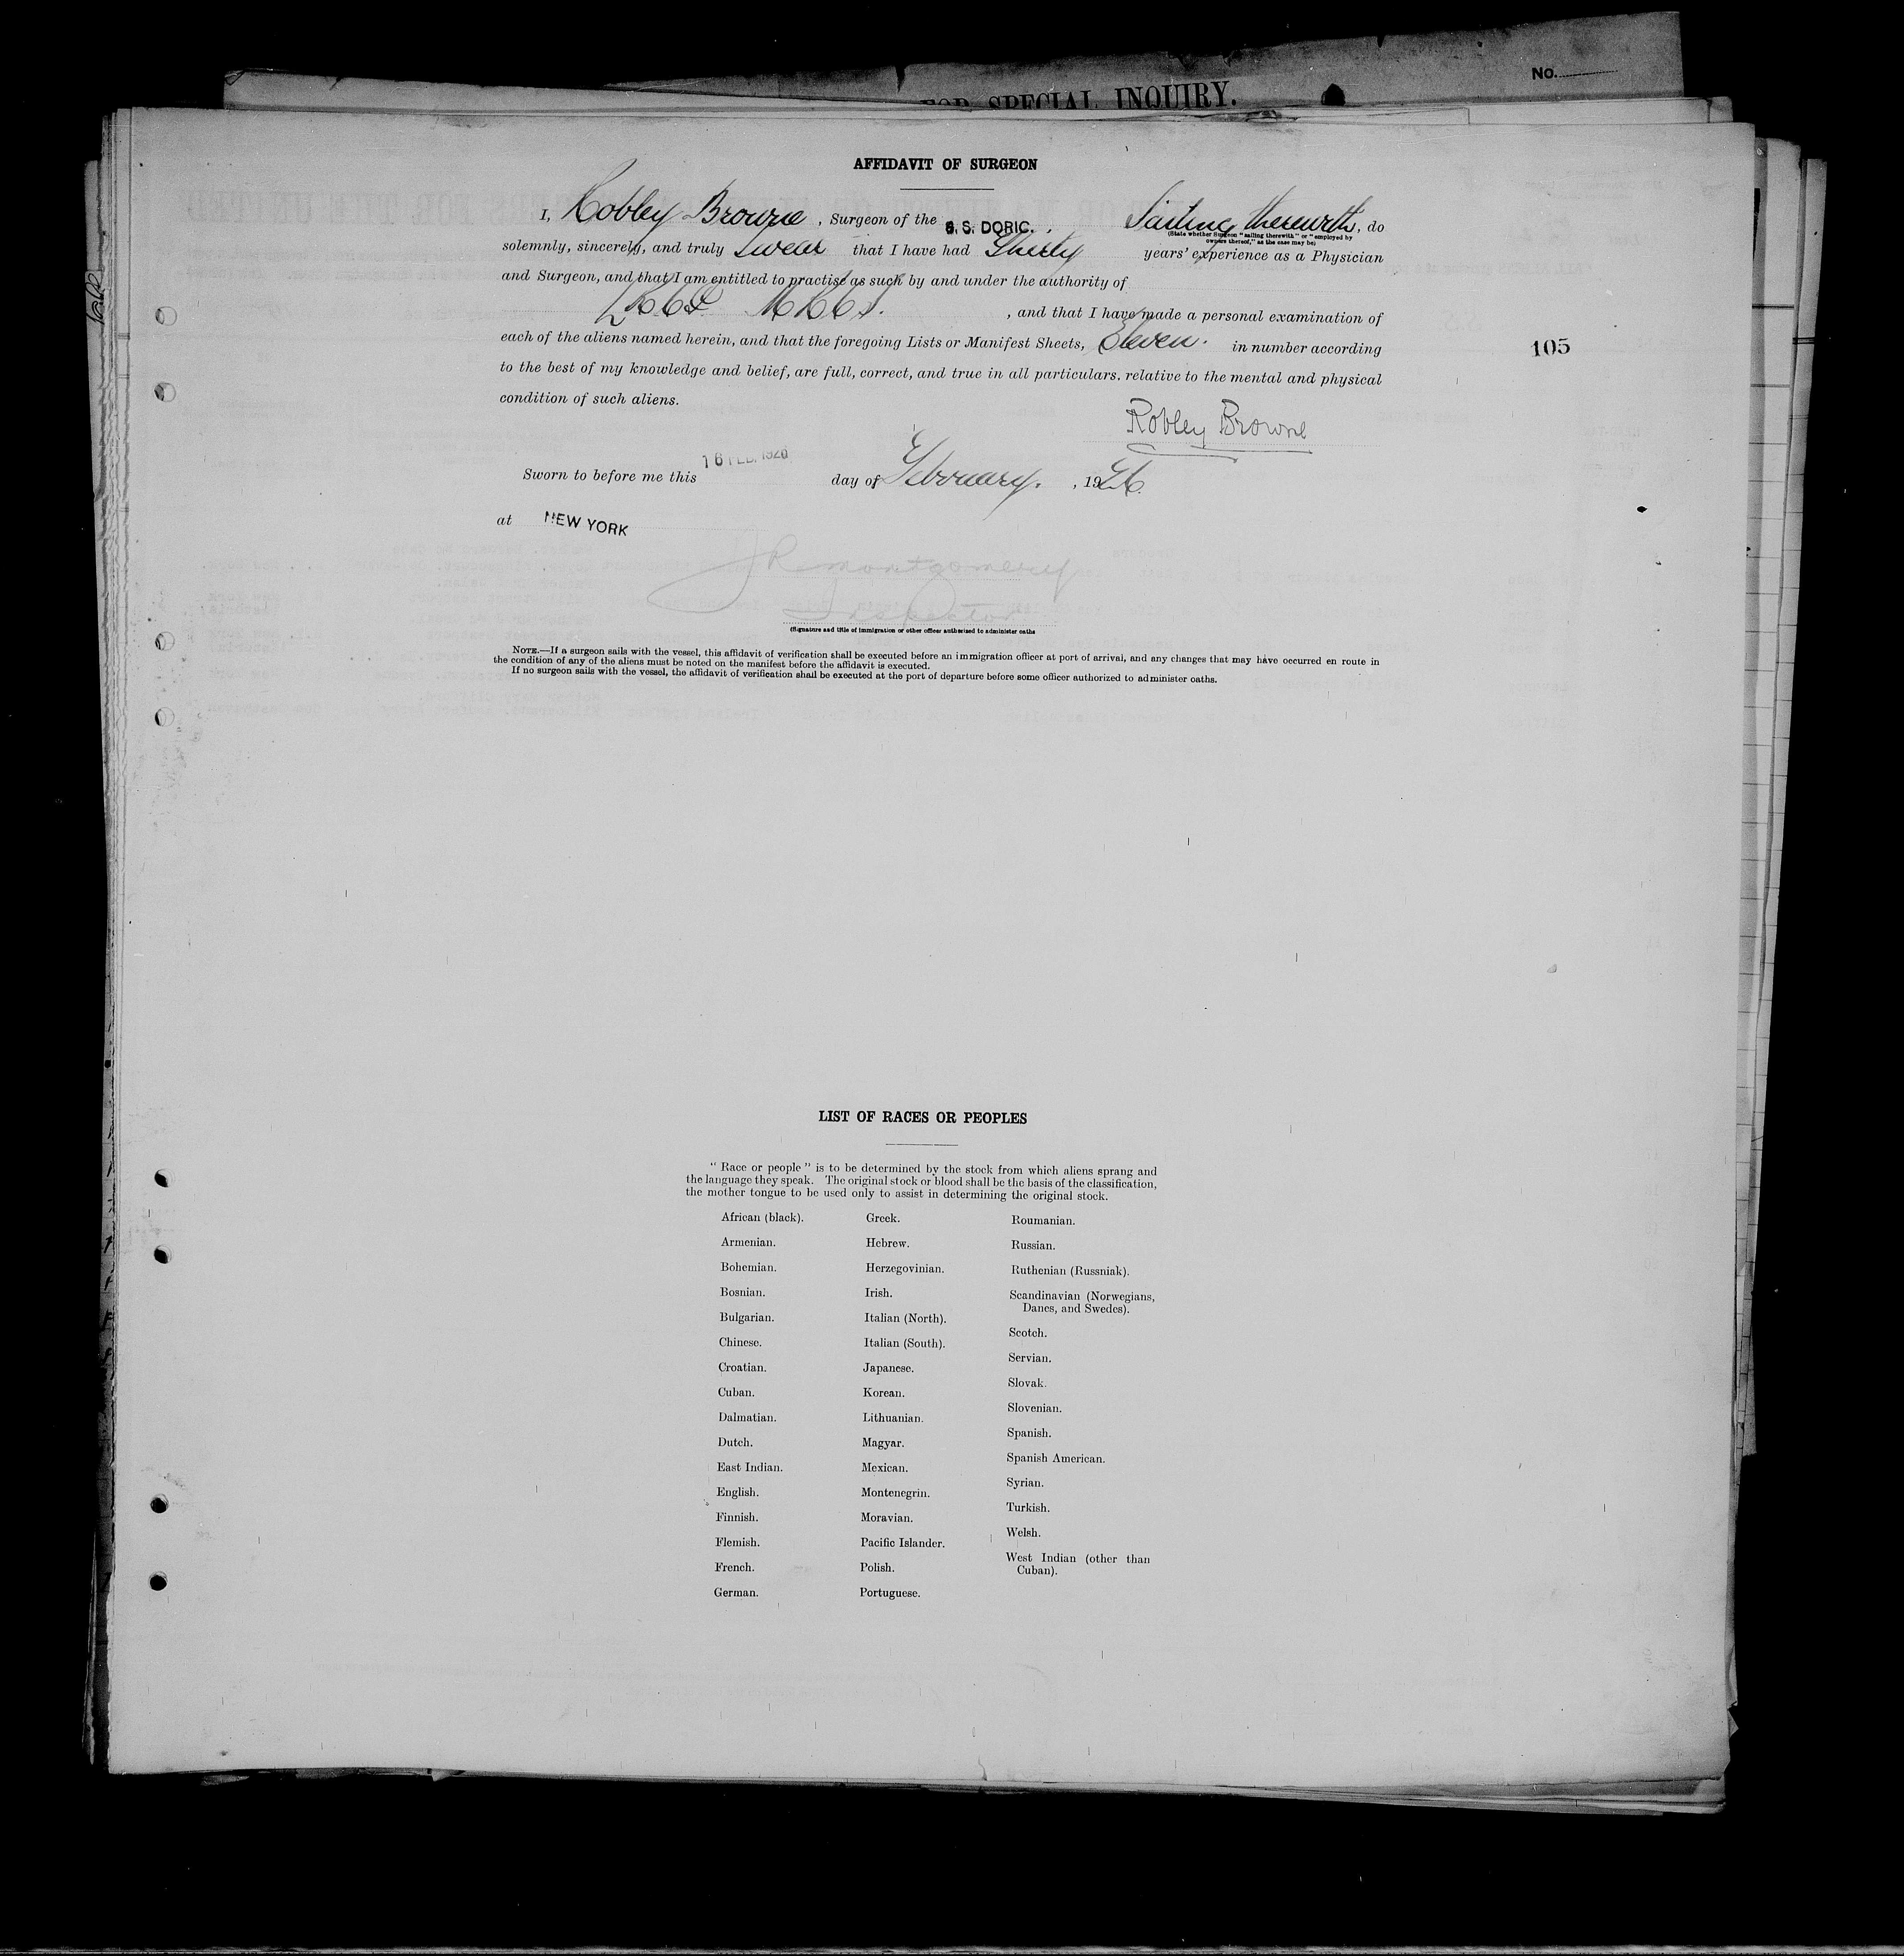 No.
FOR SPECIAL INQUIRY.
AFFIDAVIT OF SURGEON
I, Robley Browne, Surgeon of the S. S. DORIC. , Sailing therewith, do
(State whether Surgeon "sailing therewith" or "employed by
owners thereof," as the case may be)
solemnly, sincerely, and truly Swear that I have had Thirty years' experience as a Physician
and Surgeon, and that I am entitled to practise as such by and under the authority of
, and that I have made a personal examination of
105
each of the aliens named herein, and that the foregoing Lists or Manifest Sheets, Eleven. in number according
to the best of my knowledge and belief, are full, correct, and true in all particulars. relative to the mental and physical
condition of such aliens.
Robley Browne
Sworn to before me this 16 FEB. 1926 day of February. , 1926.
at NEW YORK
J R Montgomery
Inspector
(Signature and title of immigration or other officer authorized to administer oaths
NOTE.—If a surgeon sails with the vessel, this affidavit of verification shall be executed before an immigration officer at port of arrival, and any changes that may have occurred en route in
the condition of any of the aliens must be noted on the manifest before the affidavit is executed.
If no surgeon sails with the vessel, the affidavit of verification shall be executed at the port of departure before some officer authorized to administer oaths.
LIST OF RACES OR PEOPLES
"Race or people" is to be determined by the stock from which aliens sprang and
the language they speak. The original stock or blood shall be the basis of the classification,
the mother tongue to be used only to assist in determining the original stock.
African (black).
Armenian.
Bohemian.
Bosnian.
Bulgarian.
Chinese.
Croatian.
Cuban.
Dalmatian.
Dutch.
East Indian.
English.
Finnish.
Flemish.
French.
German.
Greek.
Hebrew.
Herzegovinian.
Irish.
Italian (North).
Italian (South).
Japanese.
Korean.
Lithuanian.
Magyar.
Mexican.
Montenegrin.
Moravian.
Pacific Islander.
Polish.
Portuguese.
Roumanian.
Russian.
Ruthenian (Russniak).
Scandinavian (Norwegians,
Danes, and Swedes).
Scotch.
Servian.
Slovak.
Slovenian.
Spanish.
Spanish American.
Syrian.
Turkish.
Welsh.
West Indian (other than
Cuban).